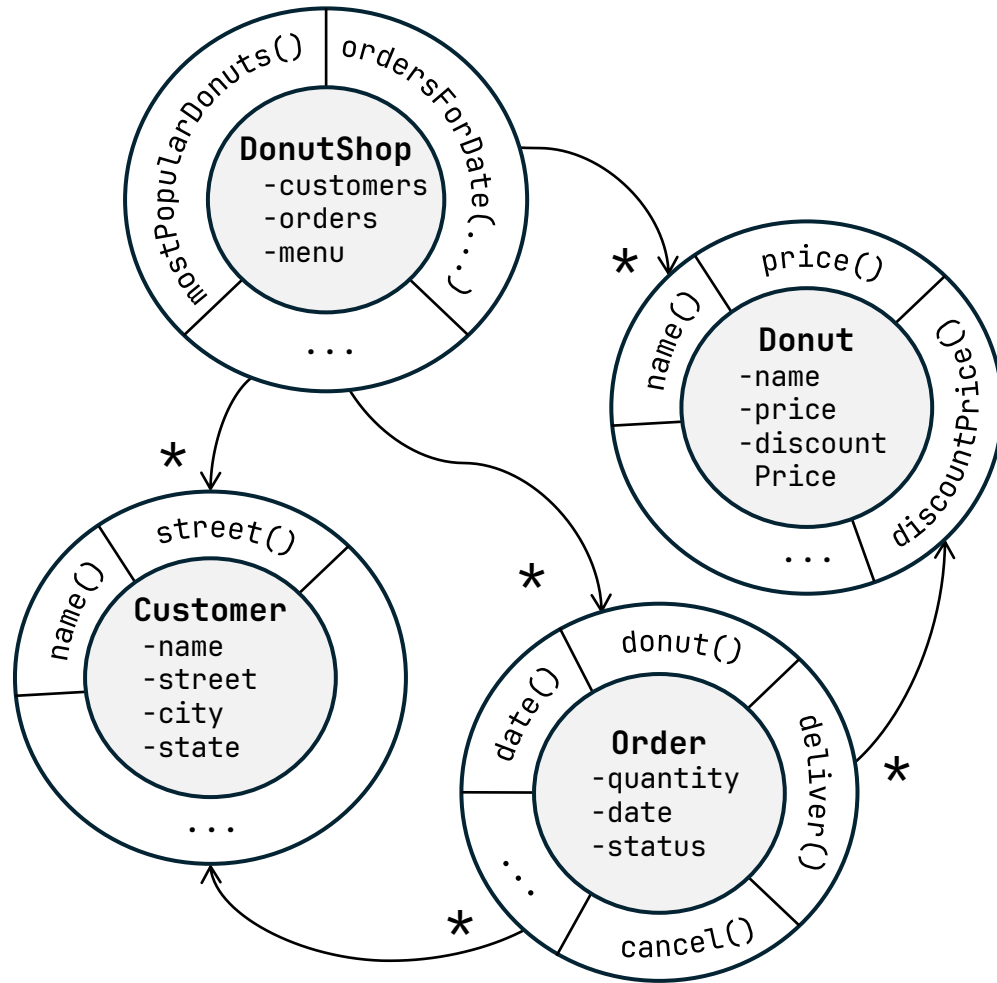 mostPopularDonuts()
ordersForDate(...)
DonutShop
-customers
-orders
-menu
...
*
*
*
name()
price()
discountPrice()
Donut
-name
-price
-discount
Price
...
name()
street()
Customer
-name
-street
-city
-state
...
date()
donut()
deliver()
Order
-quantity
-date
-status
...
cancel()
*
*